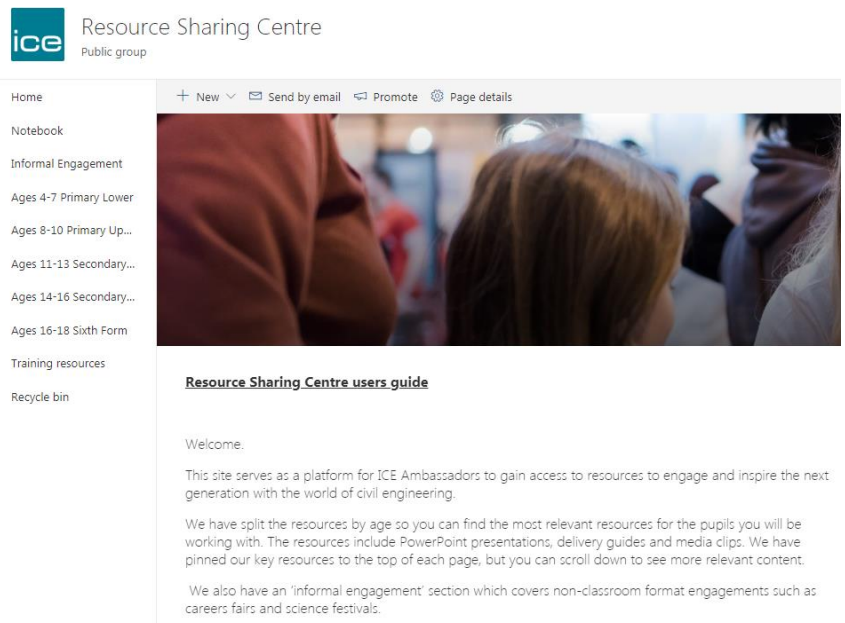 ice
Resource Sharing Centre
Public group
Home
Notebook
Informal Engagement
Ages 4-7 Primary Lower
Ages 8-10 Primary Up...
Ages 11-13 Secondary...
Ages 14-16 Secondary...
Ages 16-18 Sixth Form
Training resources
Recycle bin
+ New Send by email Promote Page details
Resource Sharing Centre users guide
Welcome.
This site serves as a platform for ICE Ambassadors to gain access to resources to engage and inspire the next
generation with the world of civil engineering.
We have split the resources by age so you can find the most relevant resources for the pupils you will be
working with. The resources include PowerPoint presentations, delivery guides and media clips. We have
pinned our key resources to the top of each page, but you can scroll down to see more relevant content.
We also have an 'informal engagement' section which covers non-classroom format engagements such as
careers fairs and science festivals.